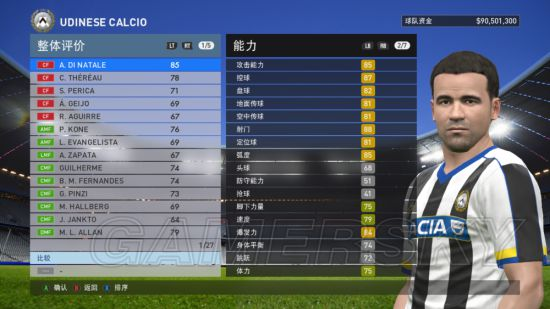 UDINESE CALCIO
球队资金 $90,501,300
整体评价 LT RT 1/5
能力 LB RB 2/7
CF A. DI NATALE 85
CF C. THÉRÉAU 78
CF S. PERICA 71
CF Á. GEIJO 69
CF R. AGUIRRE 67
AMF P. KONE 76
AMF L. EVANGELISTA 69
LMF A. ZAPATA 67
CMF GUILHERME 74
CMF B. M. FERNANDES 74
CMF G. PINZI 73
CMF M. HALLBERG 69
CMF J. JANKTO 64
CMF M. L. ALLAN 79
1/27
比较
-
攻击能力 85
控球 87
盘球 82
地面传球 81
空中传球 81
射门 88
定位球 81
弧度 85
头球 68
防守能力 51
抢球 41
脚下力量 75
速度 79
爆发力 84
身体平衡 74
跳跃 72
体力 75
CIA
GAMERSKY
A 确认 B 返回 X 排序